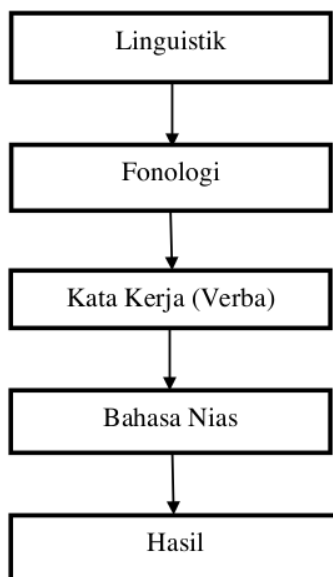 Linguistik
Fonologi
Kata Kerja (Verba)
Bahasa Nias
Hasil